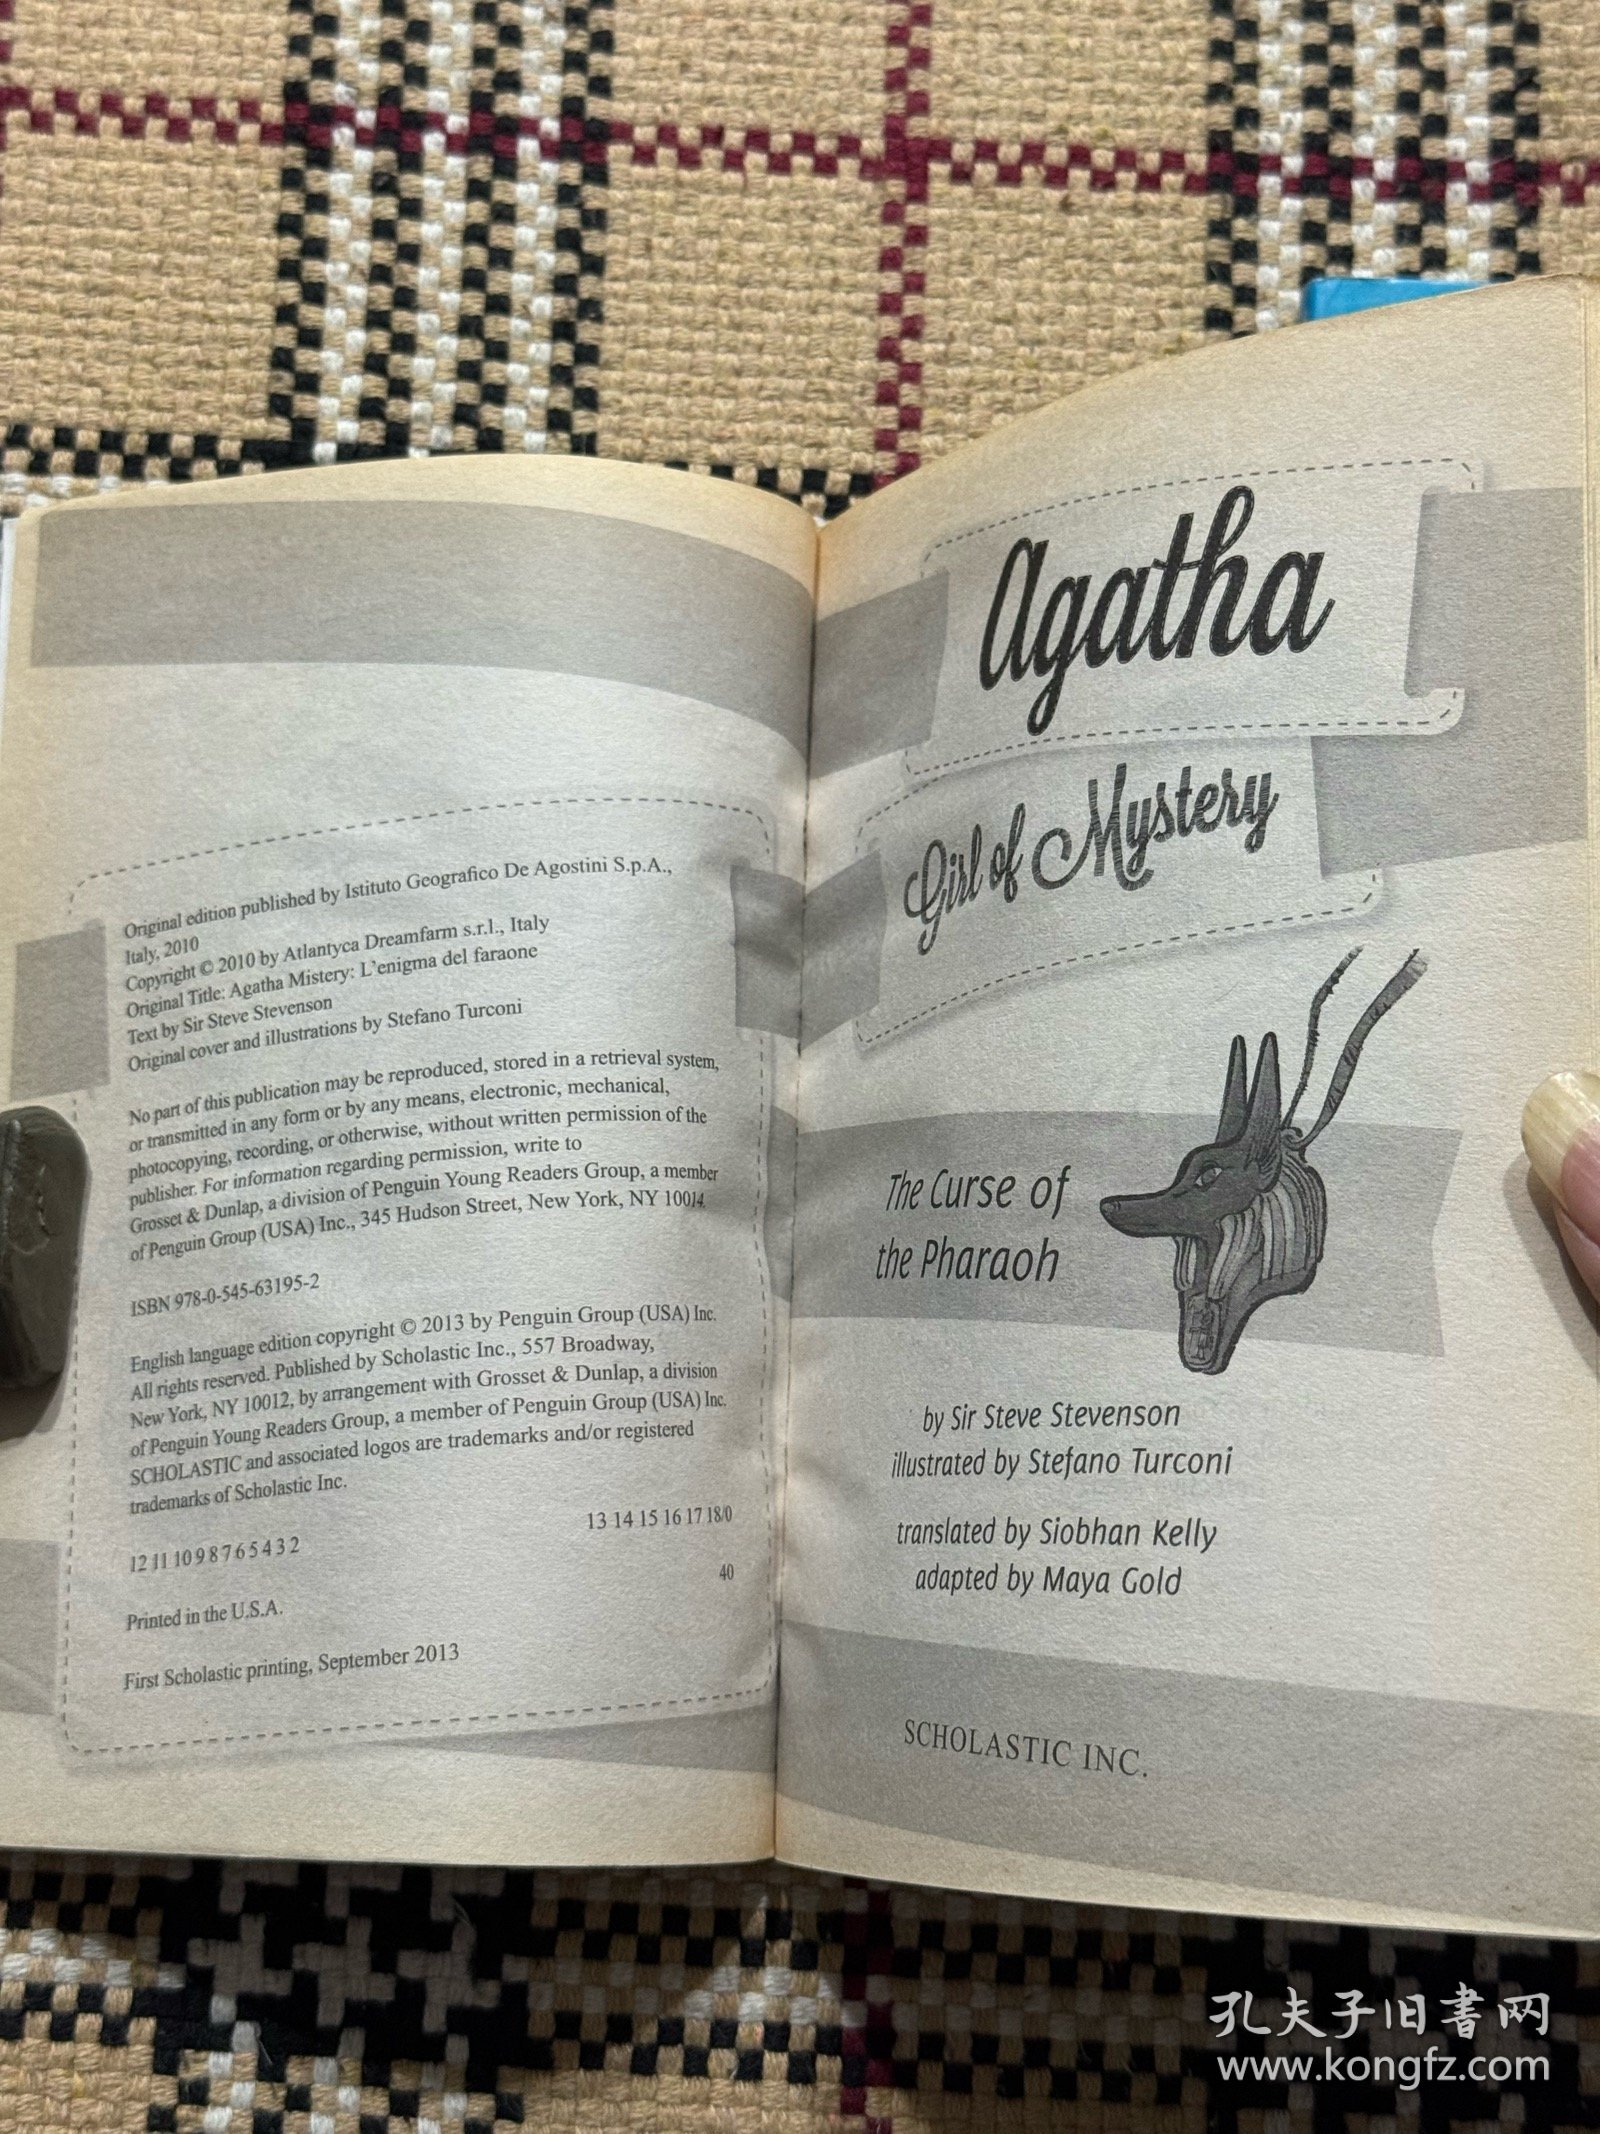 Original edition published by Istituto Geografico De Agostini S.p.A.,
Italy, 2010
Copyright © 2010 by Atlantyca Dreamfarm s.r.l., Italy
Original Title: Agatha Mistery: L'enigma del faraone
Text by Sir Steve Stevenson
Original cover and illustrations by Stefano Turconi
No part of this publication may be reproduced, stored in a retrieval system,
or transmitted in any form or by any means, electronic, mechanical,
photocopying, recording, or otherwise, without written permission of the
publisher. For information regarding permission, write to
Grosset & Dunlap, a division of Penguin Young Readers Group, a member
of Penguin Group (USA) Inc., 345 Hudson Street, New York, NY 10014.
ISBN 978-0-545-63195-2
English language edition copyright © 2013 by Penguin Group (USA) Inc.
All rights reserved. Published by Scholastic Inc., 557 Broadway,
New York, NY 10012, by arrangement with Grosset & Dunlap, a division
of Penguin Young Readers Group, a member of Penguin Group (USA) Inc.
SCHOLASTIC and associated logos are trademarks and/or registered
trademarks of Scholastic Inc.
12 11 10 9 8 7 6 5 4 3 2 13 14 15 16 17 18/0
40
Printed in the U.S.A.
First Scholastic printing, September 2013
Agatha
Girl of Mystery
The Curse of
the Pharaoh
by Sir Steve Stevenson
illustrated by Stefano Turconi
translated by Siobhan Kelly
adapted by Maya Gold
SCHOLASTIC INC.
孔夫子旧書网
www.kongfz.com